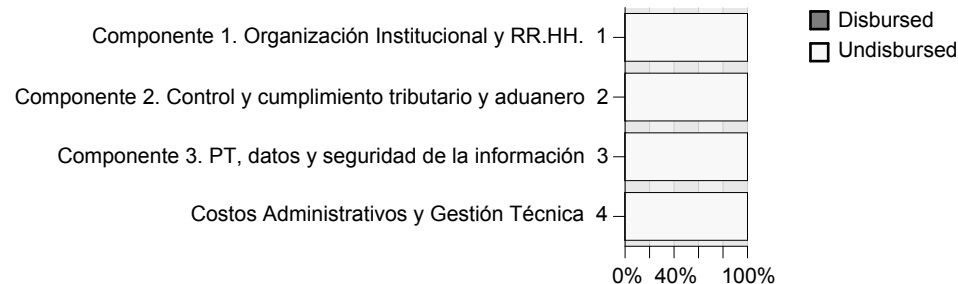 Componente 1. Organización Institucional y RR.HH. 1
Componente 2. Control y cumplimiento tributario y aduanero 2
Componente 3. PT, datos y seguridad de la información 3
Costos Administrativos y Gestión Técnica 4
0% 40% 100%
Disbursed
Undisbursed